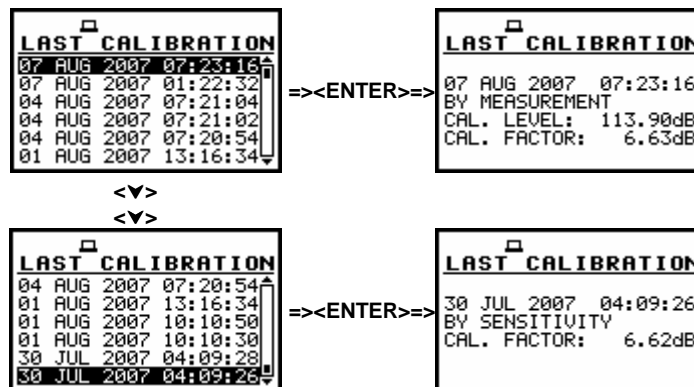 LAST CALIBRATION
07 AUG 2007 07:23:16
07 AUG 2007 01:22:32
04 AUG 2007 07:21:04
04 AUG 2007 07:21:02
04 AUG 2007 07:20:54
01 AUG 2007 13:16:34
=><ENTER>=>
LAST CALIBRATION
07 AUG 2007 07:23:16
BY MEASUREMENT
CAL. LEVEL: 113.90dB
CAL. FACTOR: 6.63dB
<⮟>
<⮟>
LAST CALIBRATION
04 AUG 2007 07:20:54
01 AUG 2007 13:16:34
01 AUG 2007 10:10:50
01 AUG 2007 10:10:30
30 JUL 2007 04:09:28
30 JUL 2007 04:09:26
=><ENTER>=>
LAST CALIBRATION
30 JUL 2007 04:09:26
BY SENSITIVITY
CAL. FACTOR: 6.62dB